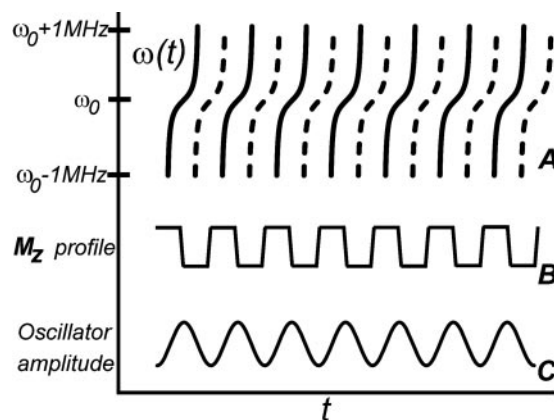 ω₀+1MHz
ω(t)
ω₀
ω₀-1MHz
A
Mz profile
B
Oscillator
amplitude
C
t